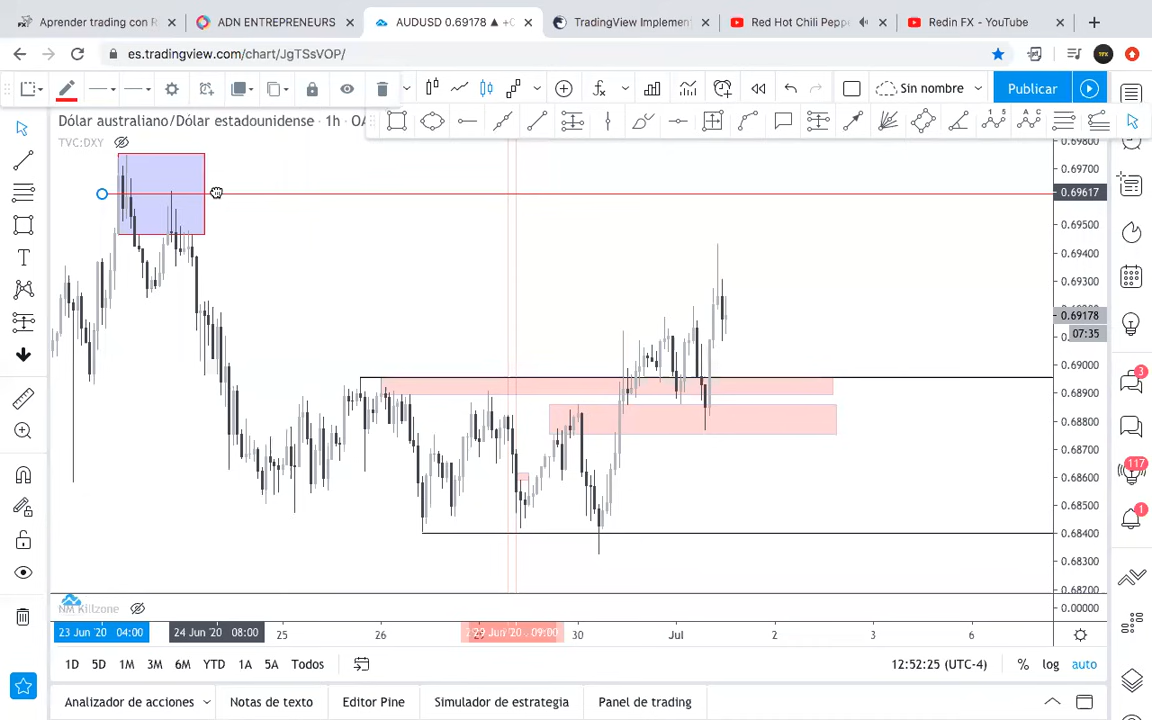 Aprender trading con R
ADN ENTREPRENEURS
AUDUSD 0.69178 ▲ +0
TradingView Implemen
Red Hot Chili Pepp
Redin FX - YouTube
es.tradingview.com/chart/JgTSsVOP/
TFX
Sin nombre
Publicar
Dólar australiano/Dólar estadounidense · 1h · OA
TVC:DXY
0.69800
0.69700
0.69617
0.69500
0.69300
0.69178
07:35
0.69000
0.68900
0.68800
0.68700
0.68600
0.68500
0.68400
0.68300
0.68200
0.00000
3
117
1
NM Killzone
23 Jun '20 04:00
24 Jun '20 08:00
25
26
29 Jun '20 09:00
30
Jul
2
3
6
1D 5D 1M 3M 6M YTD 1A 5A Todos
12:52:25 (UTC-4)
% log auto
Analizador de acciones
Notas de texto
Editor Pine
Simulador de estrategia
Panel de trading